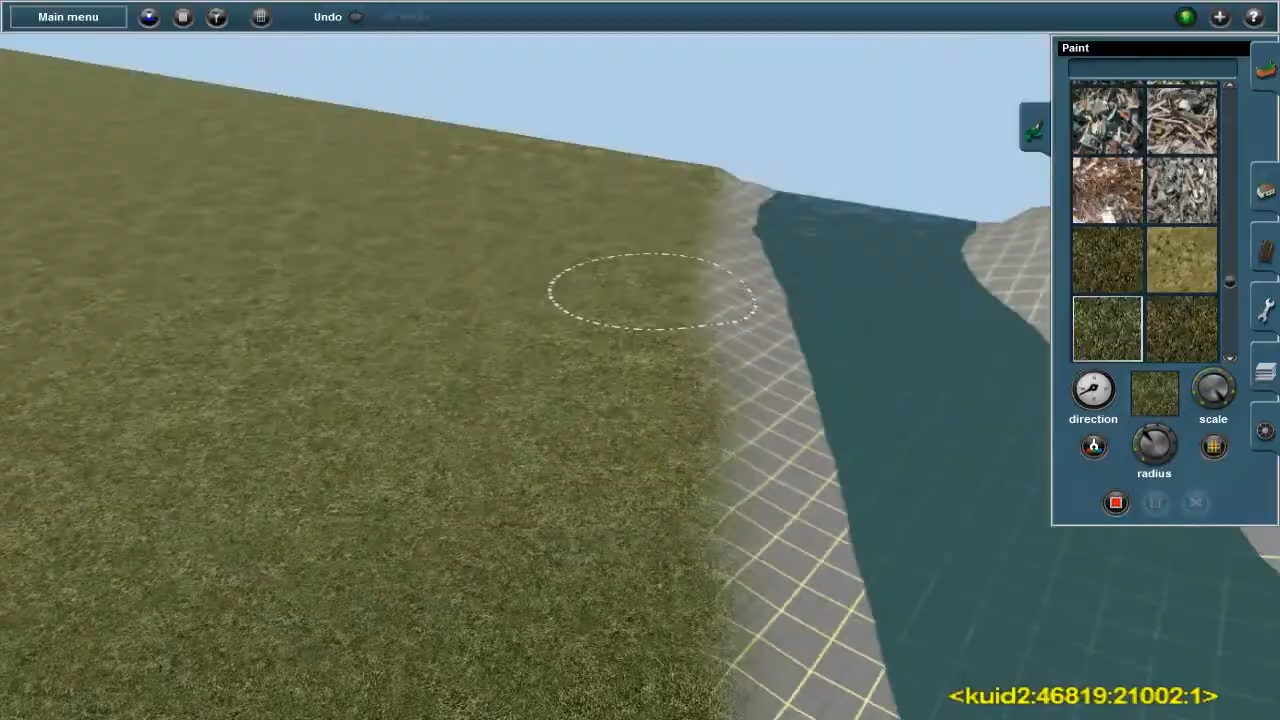 Main menu
Undo
Paint
direction
scale
radius
<kuid2:46819:21002:1>